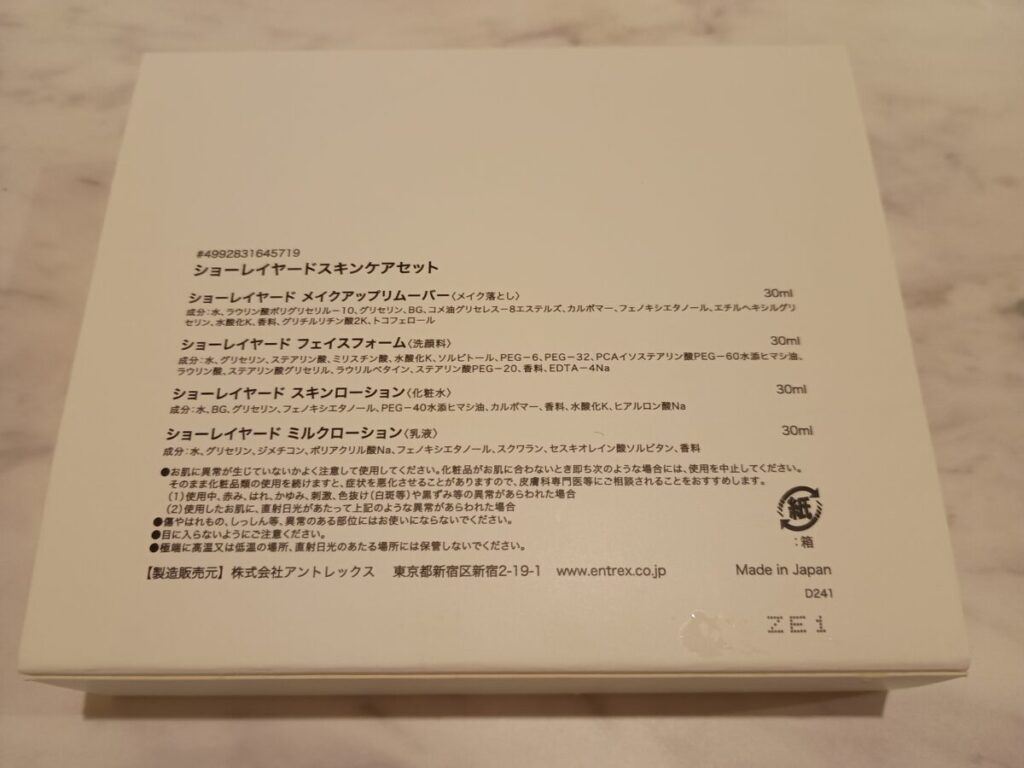 #4992831645719
ショーレイヤードスキンケアセット
ショーレイヤード メイクアップリムーバー〈メイク落とし〉 30ml
成分:水、ラウリン酸ポリグリセリル-10、グリセリン、BG、コメ油グリセレス-8エステルズ、カルボマー、フェノキシエタノール、エチルヘキシルグリ
セリン、水酸化K、香料、グリチルリチン酸2K、トコフェロール
ショーレイヤード フェイスフォーム〈洗顔料〉 30ml
成分:水、グリセリン、ステアリン酸、ミリスチン酸、水酸化K、ソルビトール、PEG-6、PEG-32、PCAイソステアリン酸PEG-60水添ヒマシ油、
ラウリン酸、ステアリン酸グリセリル、ラウリルベタイン、ステアリン酸PEG-20、香料、EDTA-4Na
ショーレイヤード スキンローション〈化粧水〉 30ml
成分:水、BG、グリセリン、フェノキシエタノール、PEG-40水添ヒマシ油、カルボマー、香料、水酸化K、ヒアルロン酸Na
ショーレイヤード ミルクローション〈乳液〉 30ml
成分:水、グリセリン、ジメチコン、ポリアクリル酸Na、フェノキシエタノール、スクワラン、セスキオレイン酸ソルビタン、香料
●お肌に異常が生じていないかよく注意して使用してください。化粧品がお肌に合わないとき即ち次のような場合には、使用を中止してください。
そのまま化粧品類の使用を続けますと、症状を悪化させることがありますので、皮膚科専門医等にご相談されることをおすすめします。
(1)使用中、赤み、はれ、かゆみ、刺激、色抜け(白斑等)や黒ずみ等の異常があらわれた場合
(2)使用したお肌に、直射日光があたって上記のような異常があらわれた場合
●傷やはれもの、しっしん等、異常のある部位にはお使いにならないでください。
●目に入らないようにご注意ください。
●極端に高温又は低温の場所、直射日光のあたる場所には保管しないでください。
紙
:箱
【製造販売元】株式会社アントレックス 東京都新宿区新宿2-19-1 www.entrex.co.jp Made in Japan
D241
ZEi